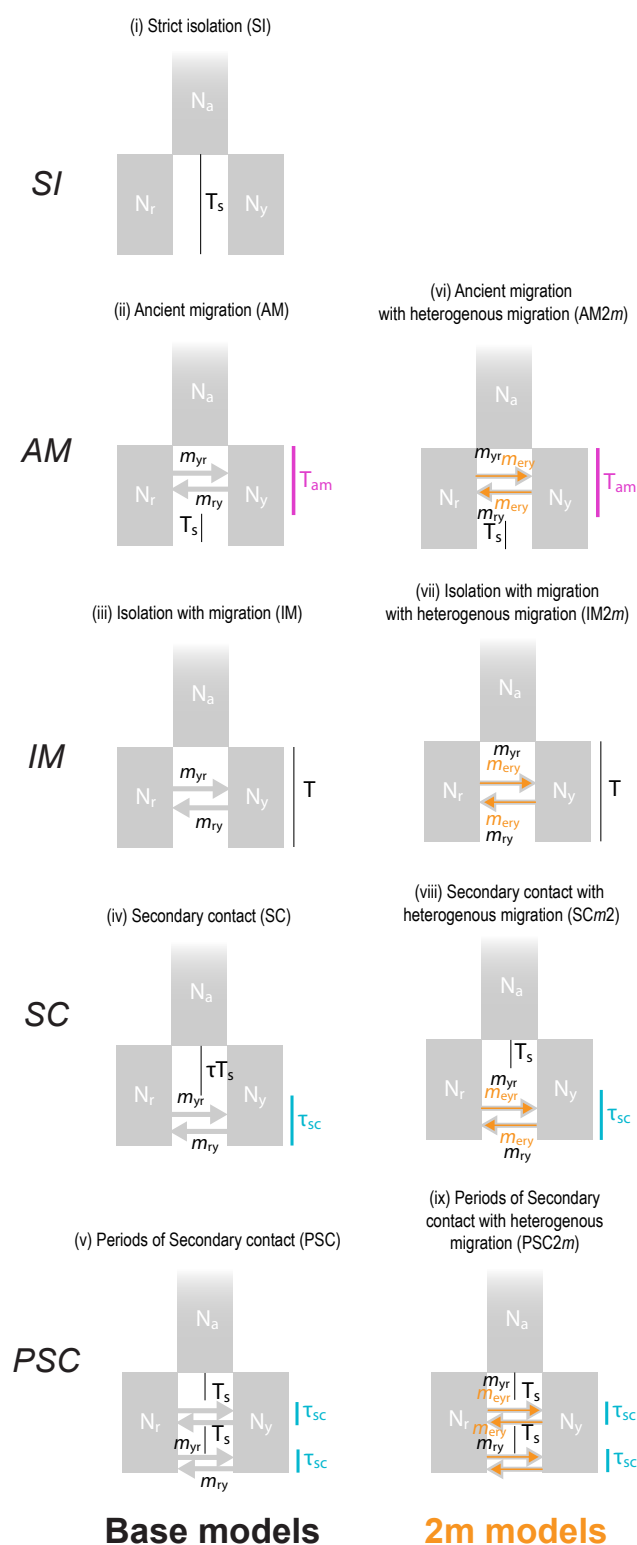 (i) Strict isolation (SI)
Na
SI
Nr Ts Ny
(ii) Ancient migration (AM)
Na
AM
myr
Nr Ny Tam
mry
Ts
(vi) Ancient migration
with heterogenous migration (AM2m)
Na
myr mery
Nr Ny Tam
mery
mry
Ts
(iii) Isolation with migration (IM)
Na
IM
myr
Nr Ny T
mry
(vii) Isolation with migration
with heterogenous migration (IM2m)
Na
myr
mery
Nr Ny T
mery
mry
(iv) Secondary contact (SC)
Na
SC
τTs
Nr myr Ny
τsc
mry
(viii) Secondary contact with
heterogenous migration (SCm2)
Na
Ts
myr
Nr meyr Ny
τsc
mery
mry
(v) Periods of Secondary contact (PSC)
Na
PSC
Ts
Nr Ny τsc
myr Ts
τsc
mry
(ix) Periods of Secondary
contact with heterogenous
migration (PSC2m)
Na
myr Ts
meyr
Nr Ny τsc
mery
mry Ts
τsc
Base models
2m models